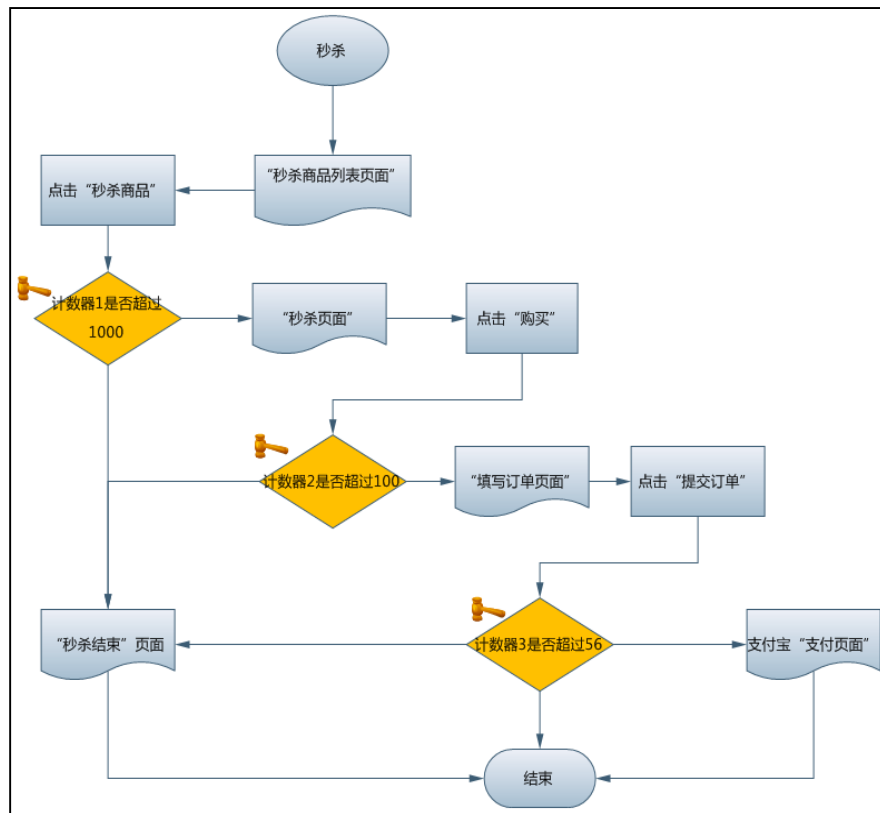 秒杀
“秒杀商品列表页面”
点击“秒杀商品”
计数器1是否超过
1000
“秒杀页面”
点击“购买”
计数器2是否超过100
“填写订单页面”
点击“提交订单”
“秒杀结束”页面
计数器3是否超过56
支付宝“支付页面”
结束